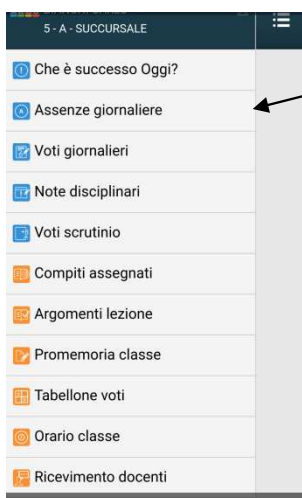 5 - A - SUCCURSALE
Che è successo Oggi?
Assenze giornaliere
Voti giornalieri
Note disciplinari
Voti scrutinio
Compiti assegnati
Argomenti lezione
Promemoria classe
Tabellone voti
Orario classe
Ricevimento docenti